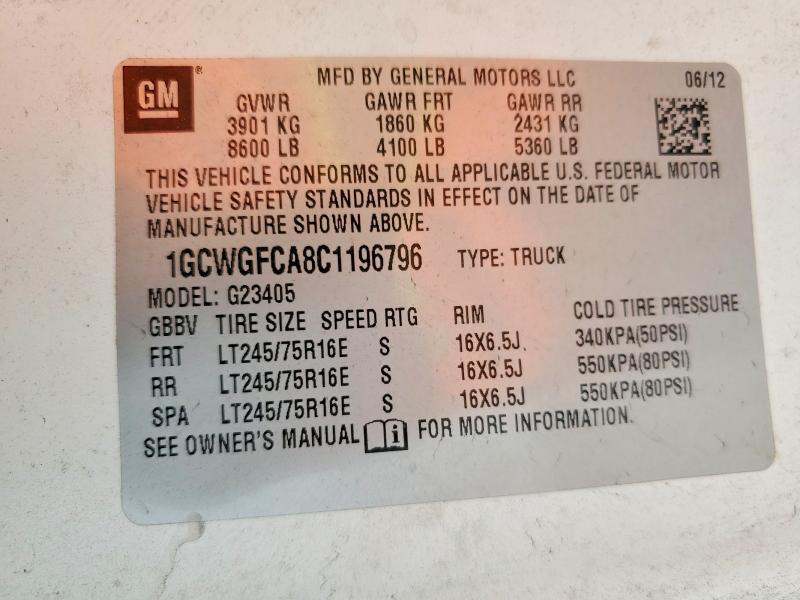 GM® MFD BY GENERAL MOTORS LLC 06/12
GVWR GAWR FRT GAWR RR
3901 KG 1860 KG 2431 KG
8600 LB 4100 LB 5360 LB
THIS VEHICLE CONFORMS TO ALL APPLICABLE U.S. FEDERAL MOTOR
VEHICLE SAFETY STANDARDS IN EFFECT ON THE DATE OF
MANUFACTURE SHOWN ABOVE.
1GCWGFCA8C1196796 TYPE: TRUCK
MODEL: G23405
GBBV TIRE SIZE SPEED RTG RIM COLD TIRE PRESSURE
FRT LT245/75R16E S 16X6.5J 340KPA(50PSI)
RR LT245/75R16E S 16X6.5J 550KPA(80PSI)
SPA LT245/75R16E S 16X6.5J 550KPA(80PSI)
SEE OWNER'S MANUAL i FOR MORE INFORMATION.